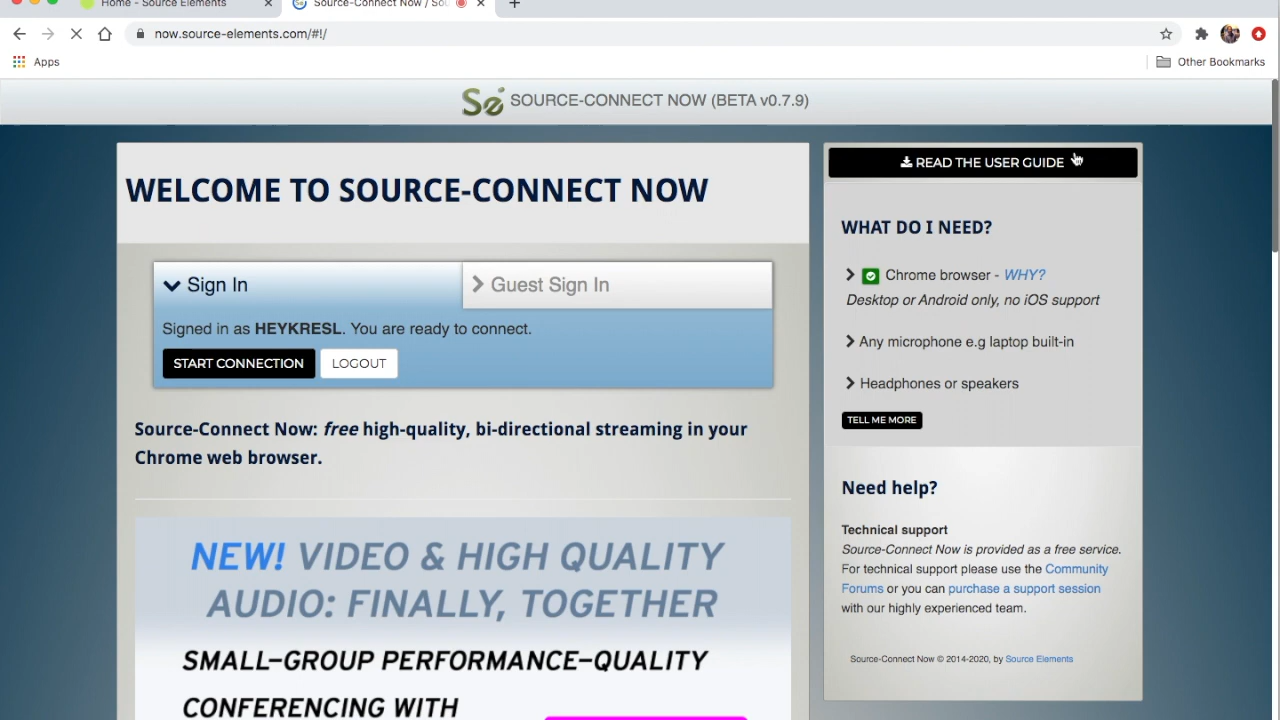 Home - Source Elements
Source-Connect Now / Sou
now.source-elements.com/#!/
Apps
Other Bookmarks
Se SOURCE-CONNECT NOW (BETA v0.7.9)
WELCOME TO SOURCE-CONNECT NOW
Sign In
Guest Sign In
Signed in as HEYKRESL. You are ready to connect.
START CONNECTION
LOGOUT
Source-Connect Now: free high-quality, bi-directional streaming in your
Chrome web browser.
NEW! VIDEO & HIGH QUALITY
AUDIO: FINALLY, TOGETHER
SMALL-GROUP PERFORMANCE-QUALITY
CONFERENCING WITH
READ THE USER GUIDE
WHAT DO I NEED?
Chrome browser - WHY?
Desktop or Android only, no iOS support
Any microphone e.g laptop built-in
Headphones or speakers
TELL ME MORE
Need help?
Technical support
Source-Connect Now is provided as a free service.
For technical support please use the Community
Forums or you can purchase a support session
with our highly experienced team.
Source-Connect Now © 2014-2020, by Source Elements